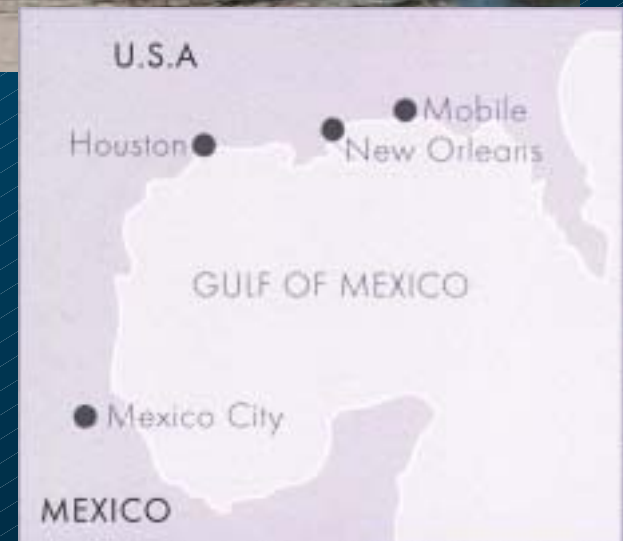 U.S.A
Mobile
Houston
New Orleans
GULF OF MEXICO
Mexico City
MEXICO